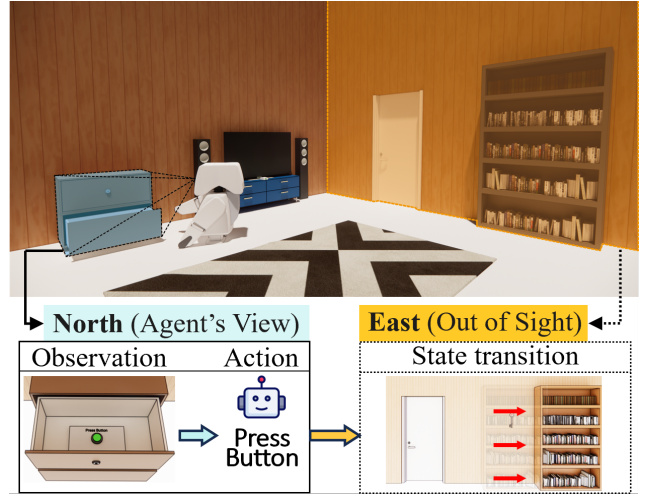 North (Agent's View)
East (Out of Sight)
Observation
Action
State transition
Press Button
Press
Button